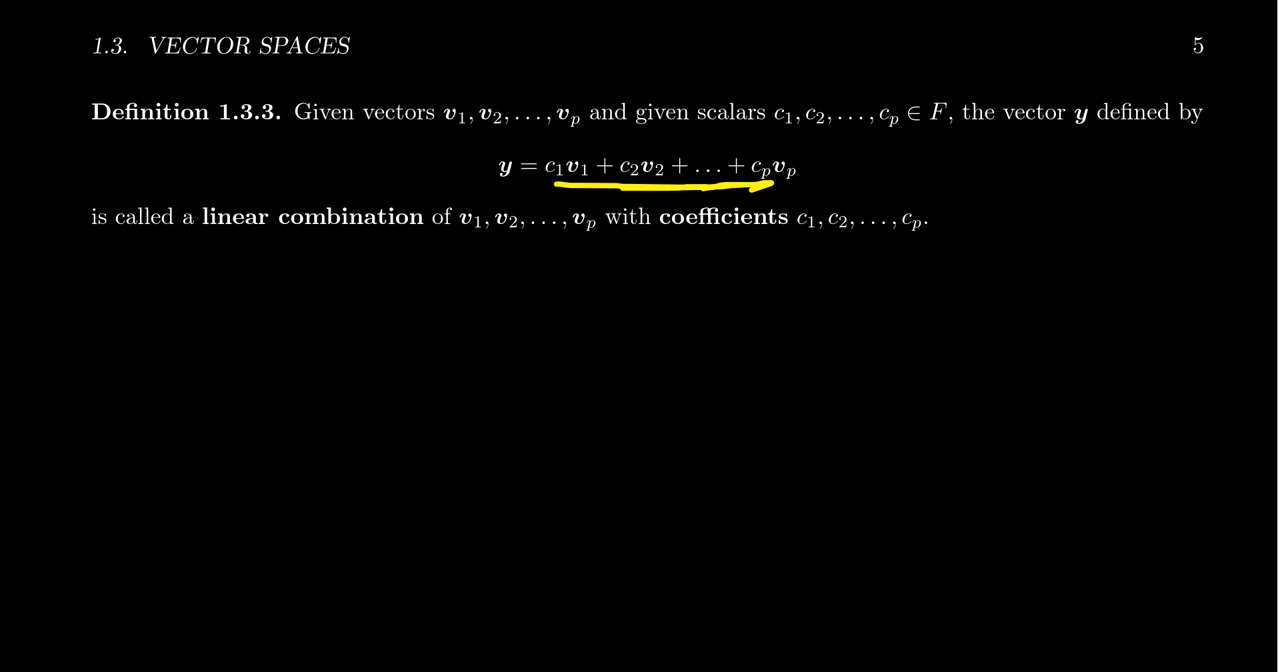 1.3. VECTOR SPACES 5
Definition 1.3.3. Given vectors v₁, v₂, . . . , vₚ and given scalars c₁, c₂, . . . , cₚ ∈ F, the vector y defined by
y = c₁v₁ + c₂v₂ + . . . + cₚvₚ
is called a linear combination of v₁, v₂, . . . , vₚ with coefficients c₁, c₂, . . . , cₚ.